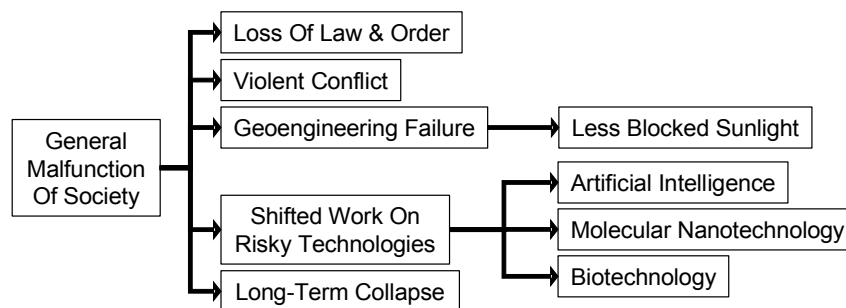 General
Malfunction
Of Society
Loss Of Law & Order
Violent Conflict
Geoengineering Failure
Less Blocked Sunlight
Shifted Work On
Risky Technologies
Artificial Intelligence
Molecular Nanotechnology
Biotechnology
Long-Term Collapse